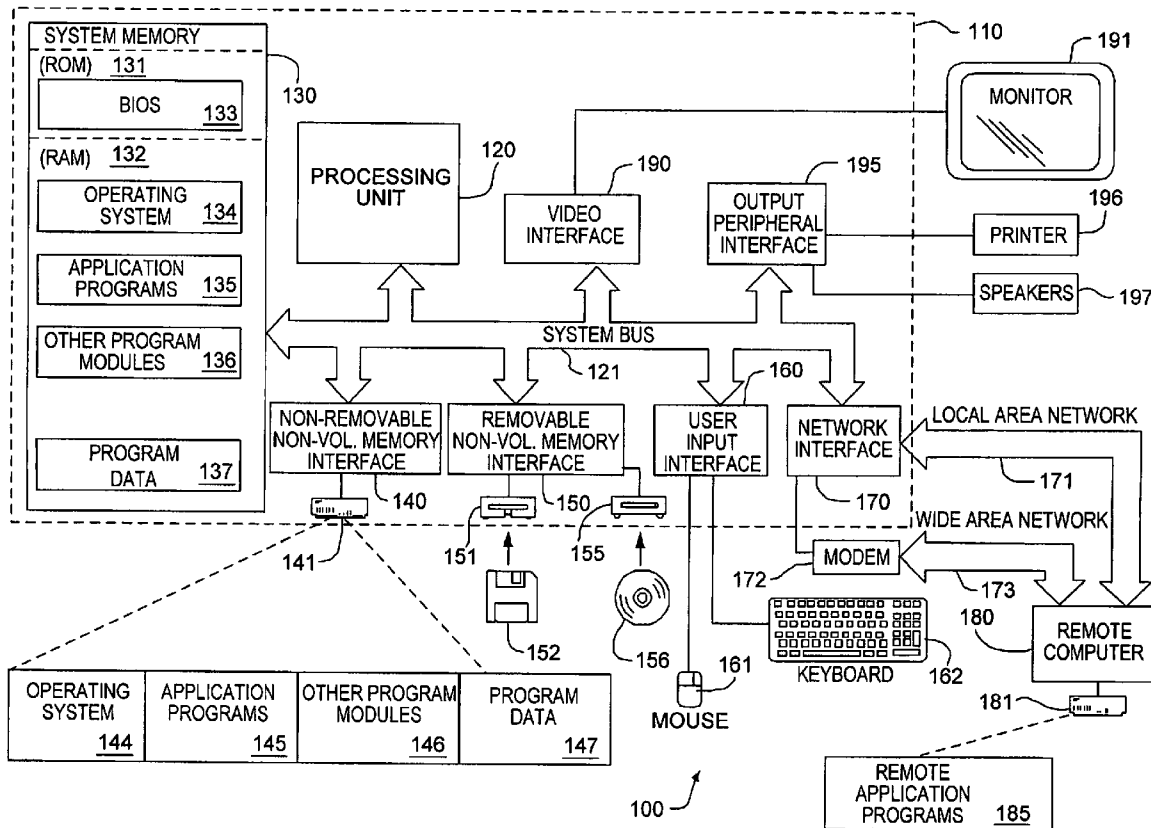 SYSTEM MEMORY
(ROM) 131
BIOS
133
(RAM) 132
OPERATING
SYSTEM 134
APPLICATION
PROGRAMS 135
OTHER PROGRAM
MODULES 136
PROGRAM
DATA 137
130
110
PROCESSING
UNIT
120
190
VIDEO
INTERFACE
195
OUTPUT
PERIPHERAL
INTERFACE
191
MONITOR
196
PRINTER
SPEAKERS
197
SYSTEM BUS
121
NON-REMOVABLE
NON-VOL. MEMORY
INTERFACE
140
REMOVABLE
NON-VOL. MEMORY
INTERFACE
150
160
USER
INPUT
INTERFACE
NETWORK
INTERFACE
170
LOCAL AREA NETWORK
171
WIDE AREA NETWORK
141
151
155
172
MODEM
173
152
156
161
MOUSE
KEYBOARD
162
180
REMOTE
COMPUTER
181
OPERATING
SYSTEM
144
APPLICATION
PROGRAMS
145
OTHER PROGRAM
MODULES
146
PROGRAM
DATA
147
100
REMOTE
APPLICATION
PROGRAMS 185